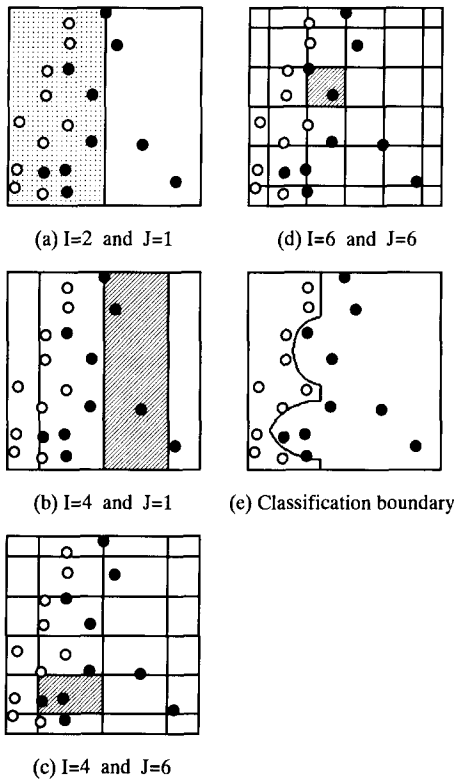 (a) I=2 and J=1
(d) I=6 and J=6
(b) I=4 and J=1
(e) Classification boundary
(c) I=4 and J=6